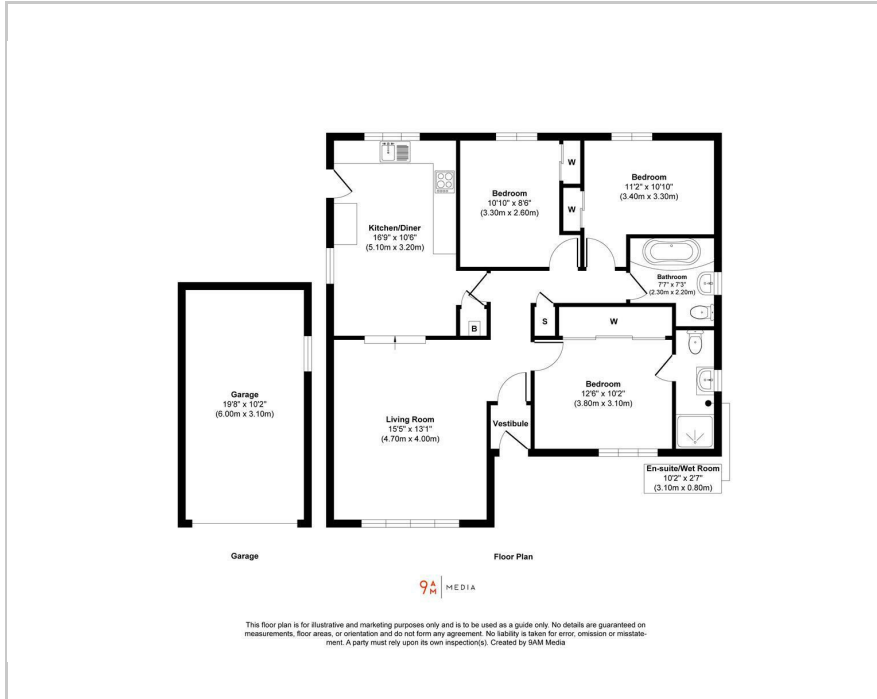 W
Bedroom
10'10" x 8'6"
(3.30m x 2.60m)
W
Bedroom
11'2" x 10'10"
(3.40m x 3.30m)
Kitchen/Diner
16'9" x 10'6"
(5.10m x 3.20m)
Bathroom
7'7" x 7'3"
(2.30m x 2.20m)
B
S
W
Garage
19'8" x 10'2"
(6.00m x 3.10m)
Living Room
15'5" x 13'1"
(4.70m x 4.00m)
Vestibule
Bedroom
12'6" x 10'2"
(3.80m x 3.10m)
En-suite/Wet Room
10'2" x 2'7"
(3.10m x 0.80m)
Garage
Floor Plan
9AM MEDIA
This floor plan is for illustrative and marketing purposes only and is to be used as a guide only. No details are guaranteed on
measurements, floor areas, or orientation and do not form any agreement. No liability is taken for error, omission or misstate-
ment. A party must rely upon its own inspection(s). Created by 9AM Media